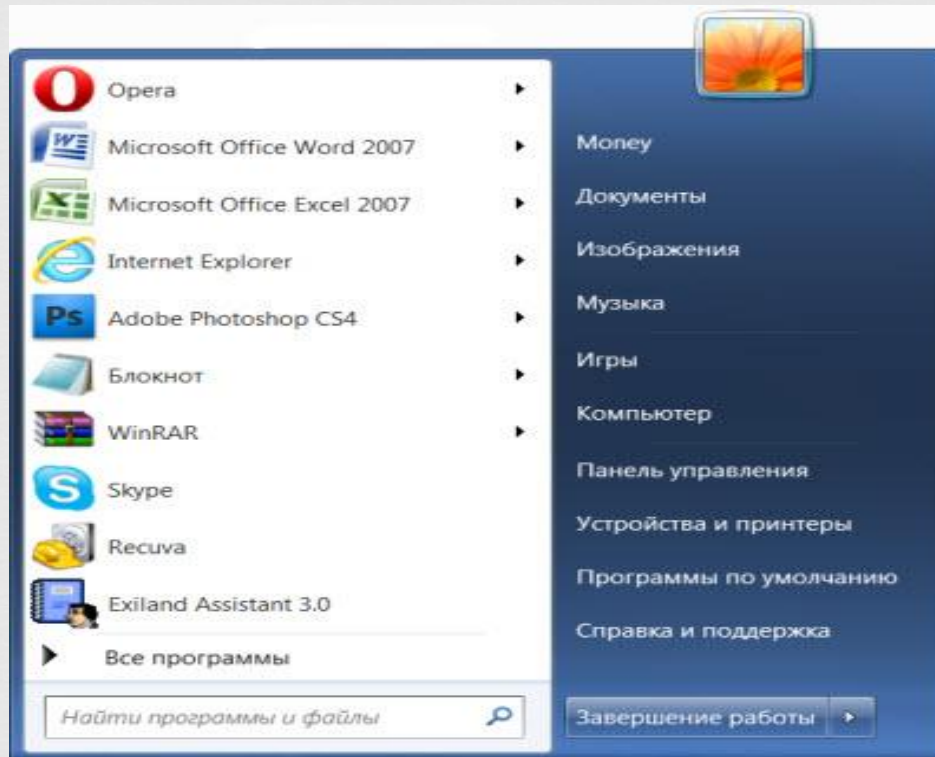 Opera
Microsoft Office Word 2007
Microsoft Office Excel 2007
Internet Explorer
Ps
Adobe Photoshop CS4
Блокнот
WinRAR
Skype
Recuva
Exiland Assistant 3.0
Все программы
Найти программы и файлы
Money
Документы
Изображения
Музыка
Игры
Компьютер
Панель управления
Устройства и принтеры
Программы по умолчанию
Справка и поддержка
Завершение работы